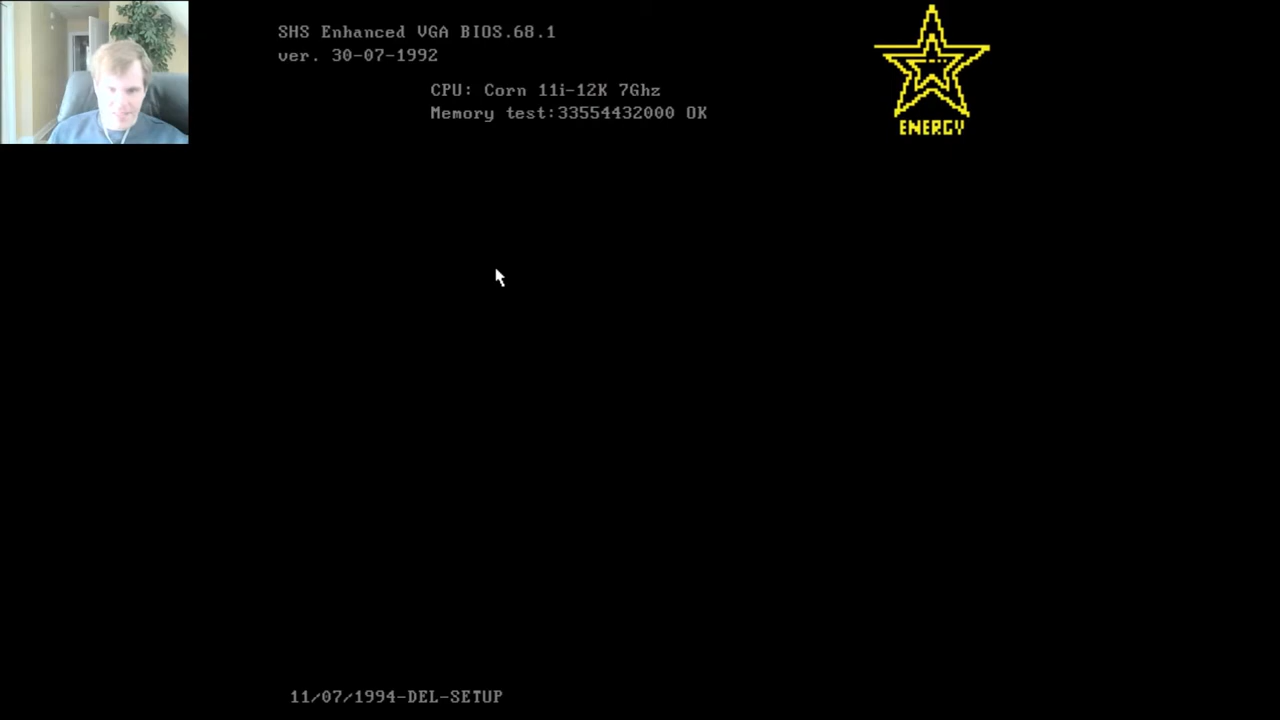 SHS Enhanced VGA BIOS.68.1
ver. 30-07-1992
CPU: Corn 11i-12K 7Ghz
Memory test:33554432000 OK
ENERGY
11/07/1994-DEL-SETUP